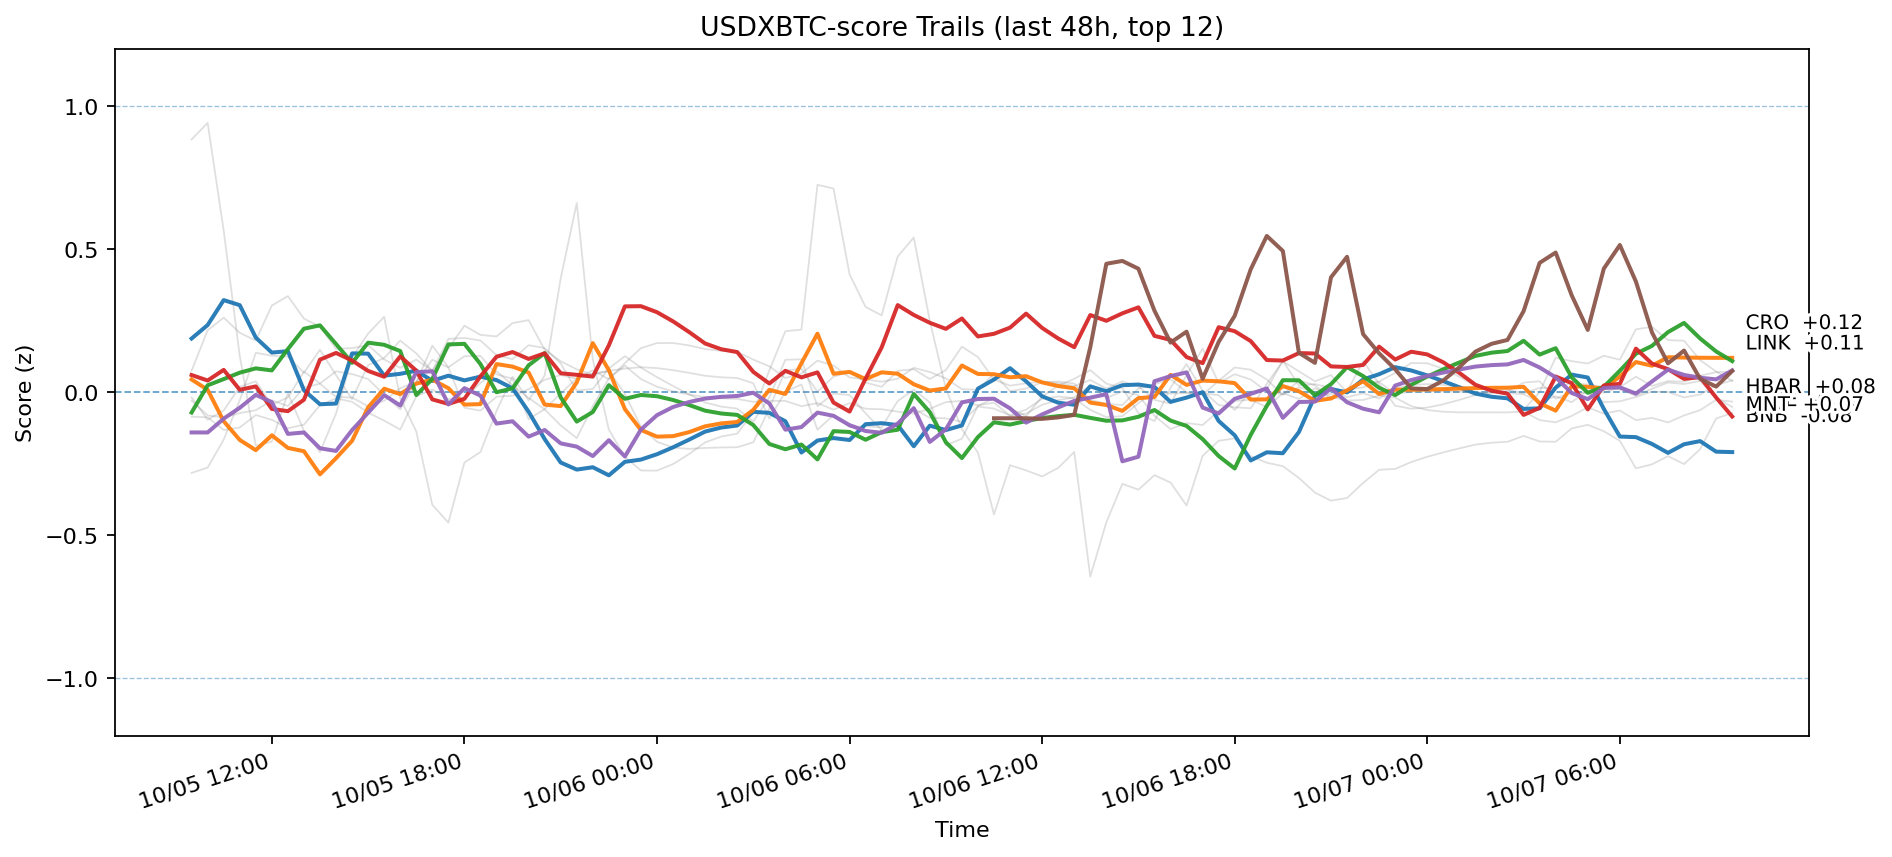 USDXBTC-score Trails (last 48h, top 12)
Score (z)
1.0
0.5
0.0
−0.5
−1.0
CRO +0.12
LINK +0.11
HBAR +0.08
MNT +0.07
BNB -0.08
10/05 12:00
10/05 18:00
10/06 00:00
10/06 06:00
10/06 12:00
10/06 18:00
10/07 00:00
10/07 06:00
Time